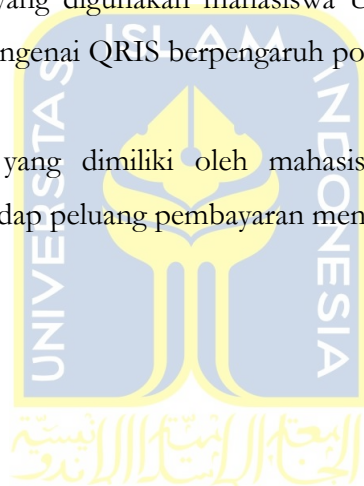 yang digunakan mahasiswa
ngenai QRIS berpengaruh po
yang dimiliki oleh mahasis
dap peluang pembayaran men
UNIVERSITAS ISLAM INDONESIA